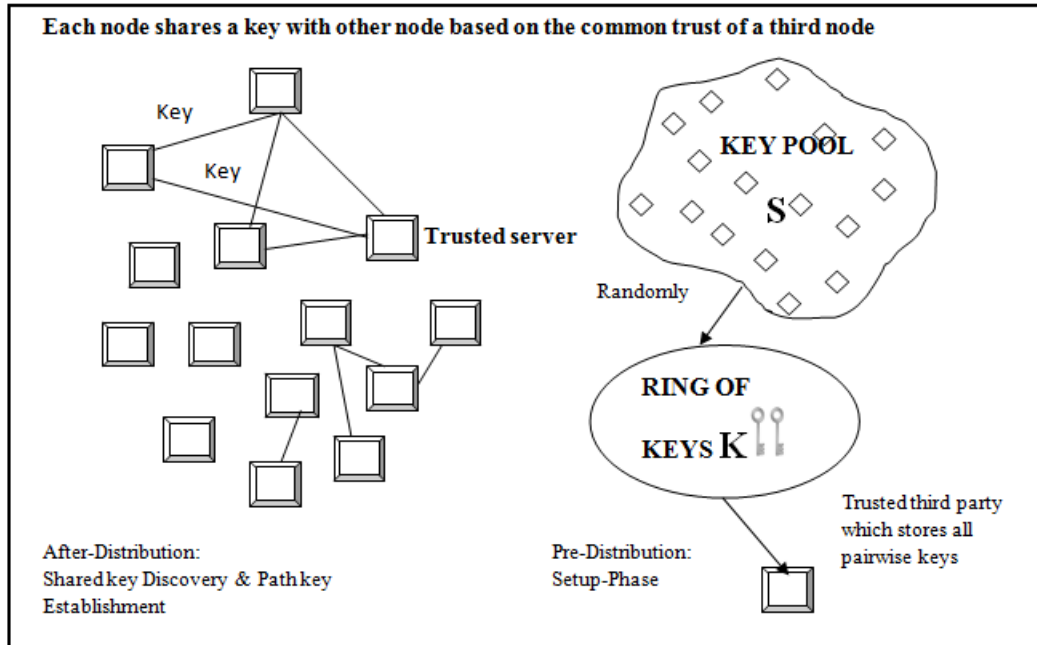 Each node shares a key with other node based on the common trust of a third node
Key
Key
Trusted server
After-Distribution:
Shared key Discovery & Path key
Establishment
KEY POOL
S
Randomly
RING OF
KEYS K
Trusted third party
which stores all
pairwise keys
Pre-Distribution:
Setup-Phase